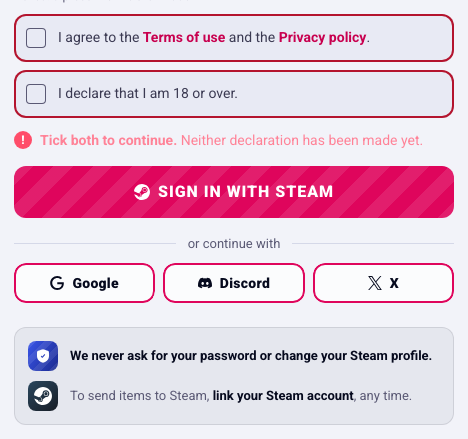 I agree to the Terms of use and the Privacy policy.
I declare that I am 18 or over.
Tick both to continue. Neither declaration has been made yet.
SIGN IN WITH STEAM
or continue with
Google
Discord
X
We never ask for your password or change your Steam profile.
To send items to Steam, link your Steam account, any time.